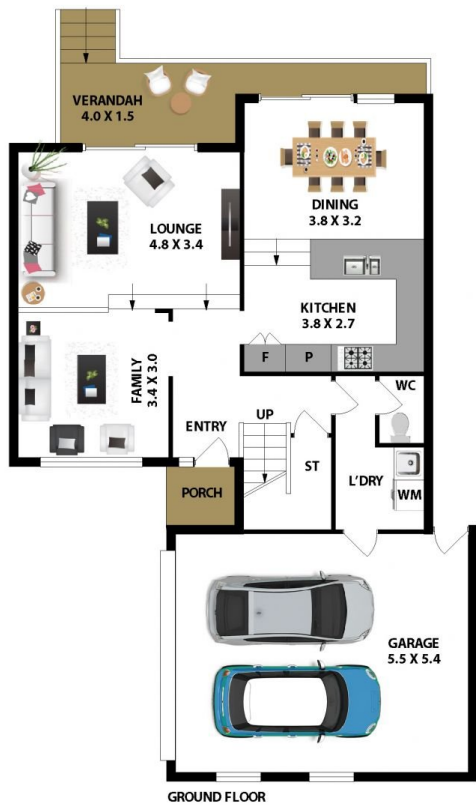 VERANDAH
4.0 X 1.5
DINING
3.8 X 3.2
LOUNGE
4.8 X 3.4
KITCHEN
3.8 X 2.7
FAMILY
3.4 X 3.0
F
P
WC
ENTRY
UP
ST
L'DRY
WM
PORCH
GARAGE
5.5 X 5.4
GROUND FLOOR